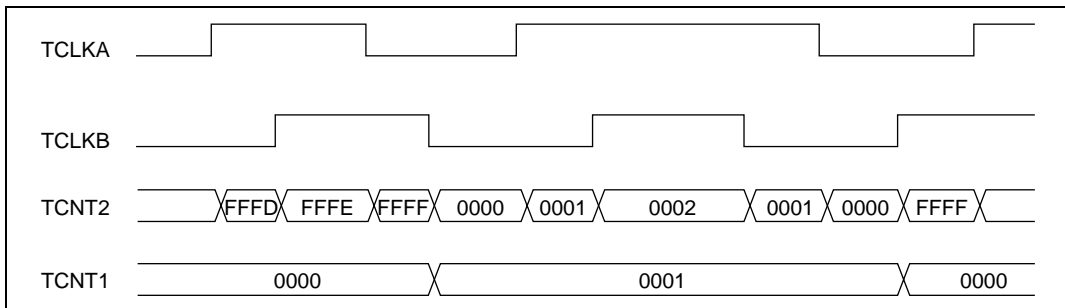 TCLKA
TCLKB
TCNT2 FFFD FFFE FFFF 0000 0001 0002 0001 0000 FFFF
TCNT1 0000 0001 0000